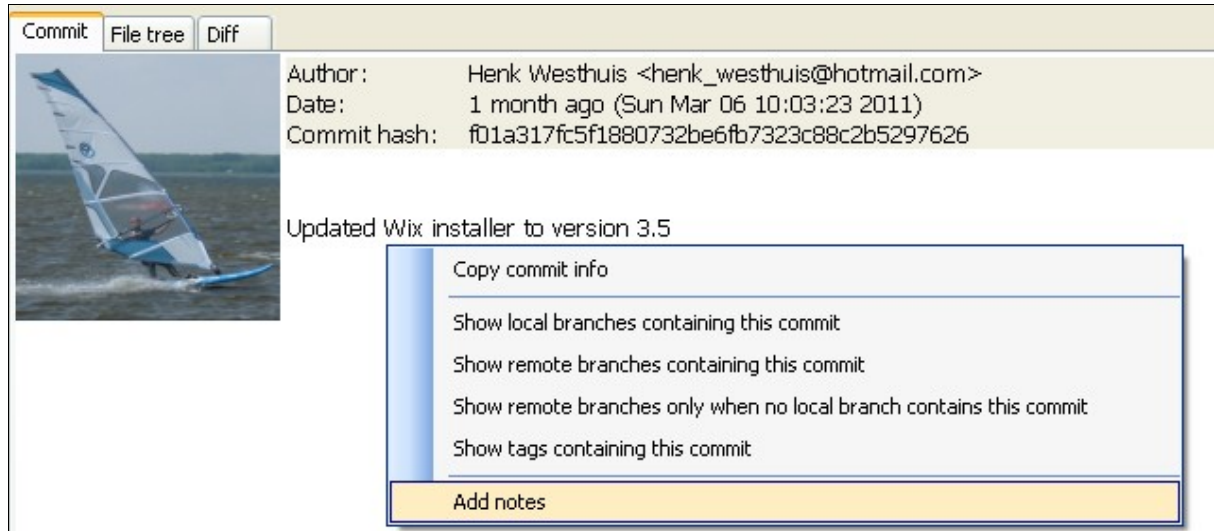 Commit File tree Diff
Author: Henk Westhuis <henk_westhuis@hotmail.com>
Date: 1 month ago (Sun Mar 06 10:03:23 2011)
Commit hash: f01a317fc5f1880732be6fb7323c88c2b5297626
Updated Wix installer to version 3.5
Copy commit info
Show local branches containing this commit
Show remote branches containing this commit
Show remote branches only when no local branch contains this commit
Show tags containing this commit
Add notes